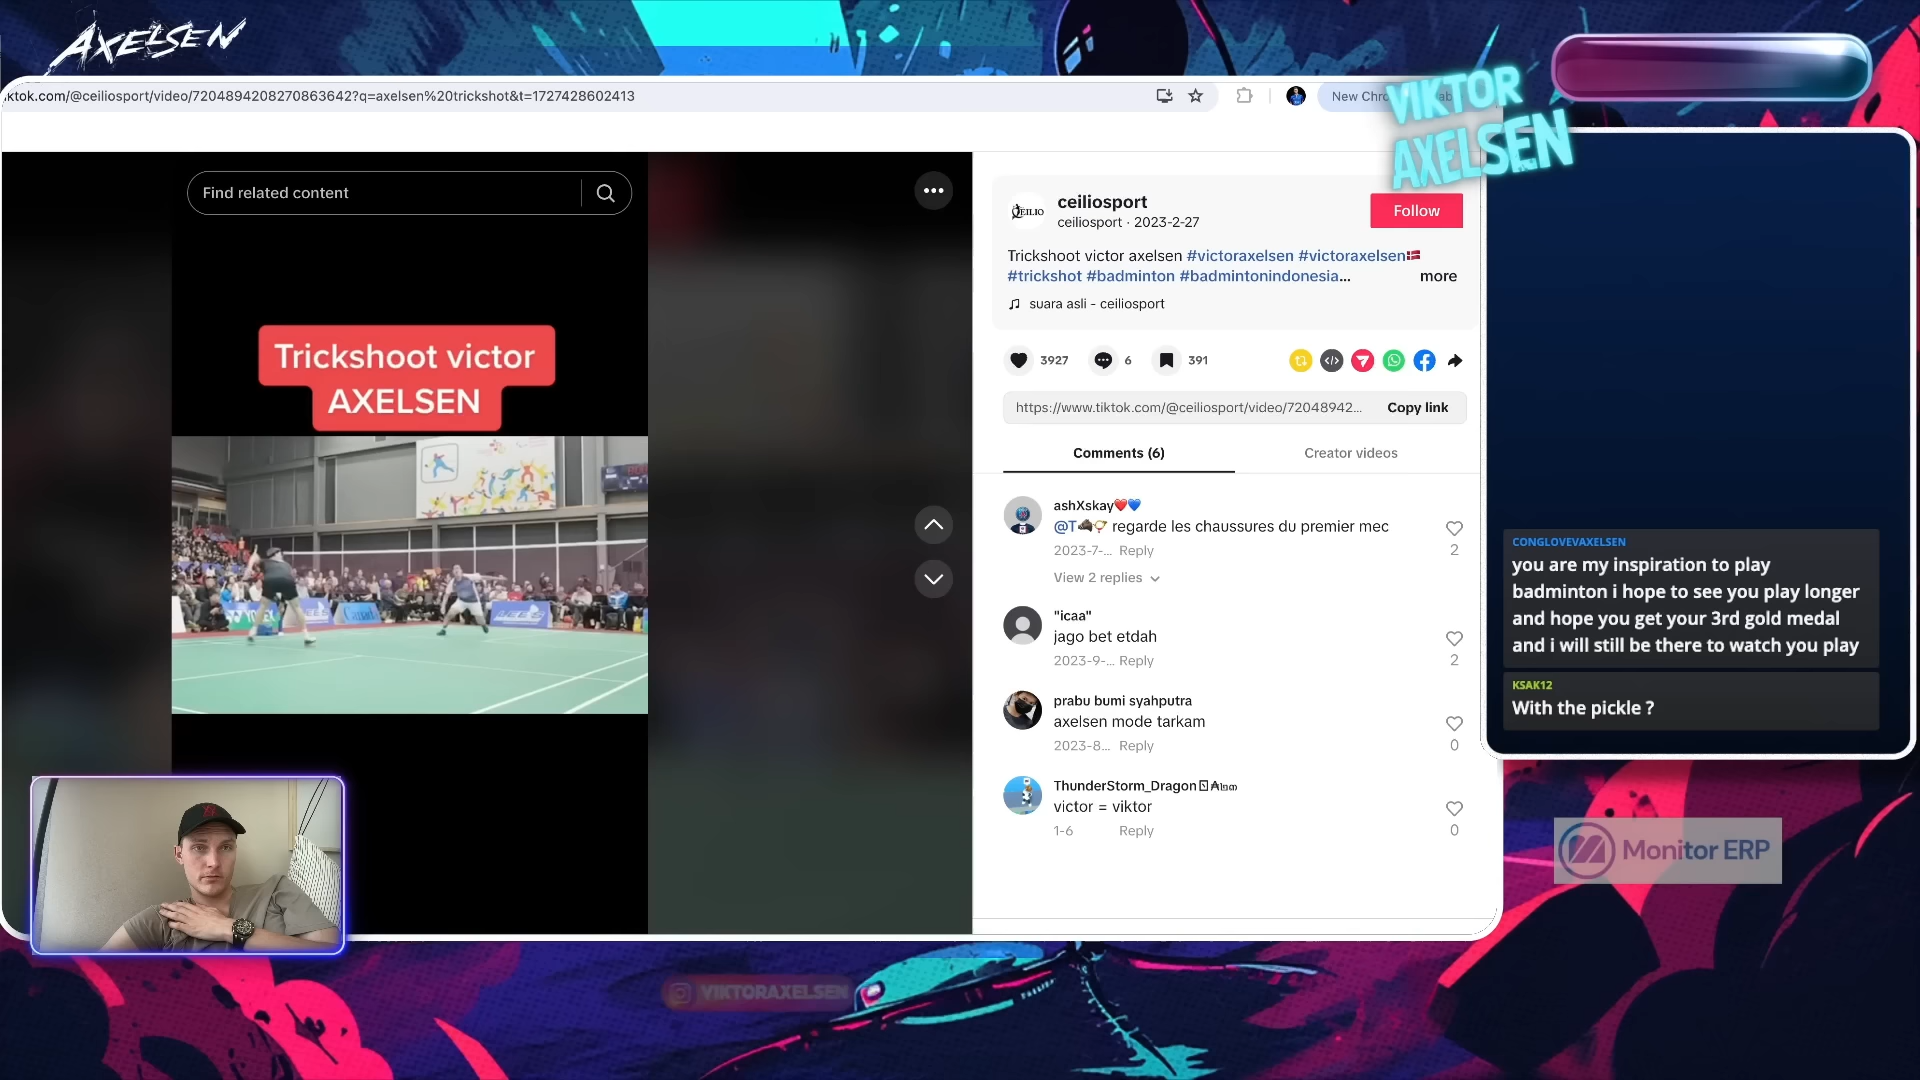 AXELSEN
ktok.com/@ceiliosport/video/7204894208270863642?q=axelsen%20trickshot&t=1727428602413
New Chro
VIKTOR
AXELSEN
Find related content
Trickshoot victor
AXELSEN
YONEX
CEILIO
ceiliosport
ceiliosport · 2023-2-27
Follow
Trickshoot victor axelsen #victoraxelsen #victoraxelsen🇩🇰
#trickshot #badminton #badmintonindonesia...
more
suara asli - ceiliosport
3927
6
391
https://www.tiktok.com/@ceiliosport/video/72048942...
Copy link
Comments (6)
Creator videos
ashXskay❤️💙
@T regarde les chaussures du premier mec
2023-7-... Reply
2
View 2 replies
"icaa"
jago bet etdah
2023-9-... Reply
2
prabu bumi syahputra
axelsen mode tarkam
2023-8... Reply
0
ThunderStorm_Dragon
victor = viktor
1-6 Reply
0
CONGLOVEVAXELSEN
you are my inspiration to play
badminton i hope to see you play longer
and hope you get your 3rd gold medal
and i will still be there to watch you play
KSAK12
With the pickle ?
Monitor ERP
VIKTORAXELSEN